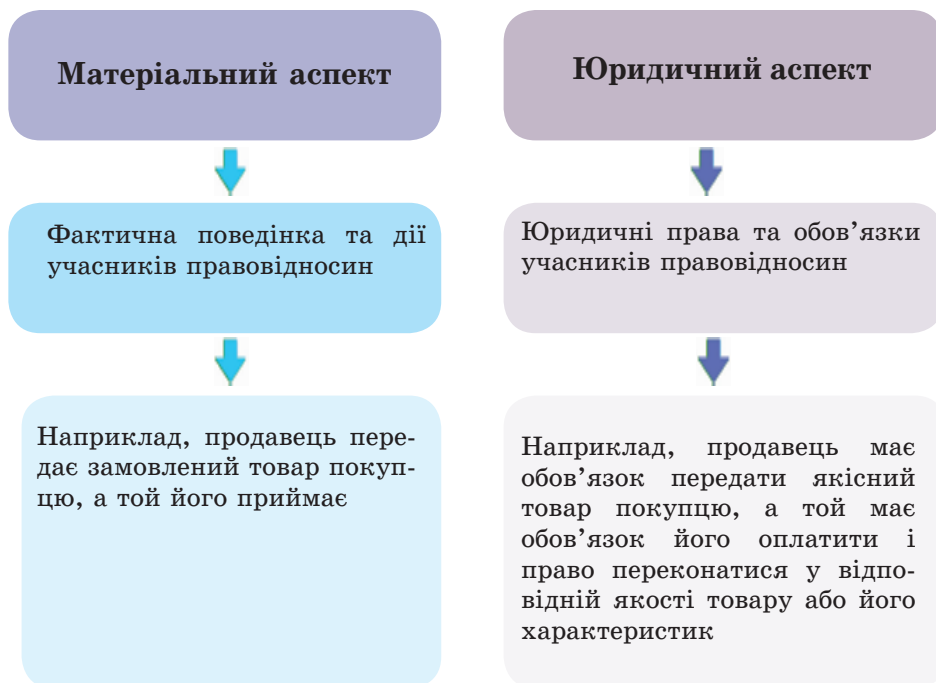 Матеріальний аспект
Фактична поведінка та дії
учасників правовідносин
Наприклад, продавець пере-
дає замовлений товар покуп-
цю, а той його приймає
Юридичний аспект
Юридичні права та обов’язки
учасників правовідносин
Наприклад, продавець має
обов’язок передати якісний
товар покупцю, а той має
обов’язок його оплатити і
право переконатися у відпо-
відній якості товару або його
характеристик